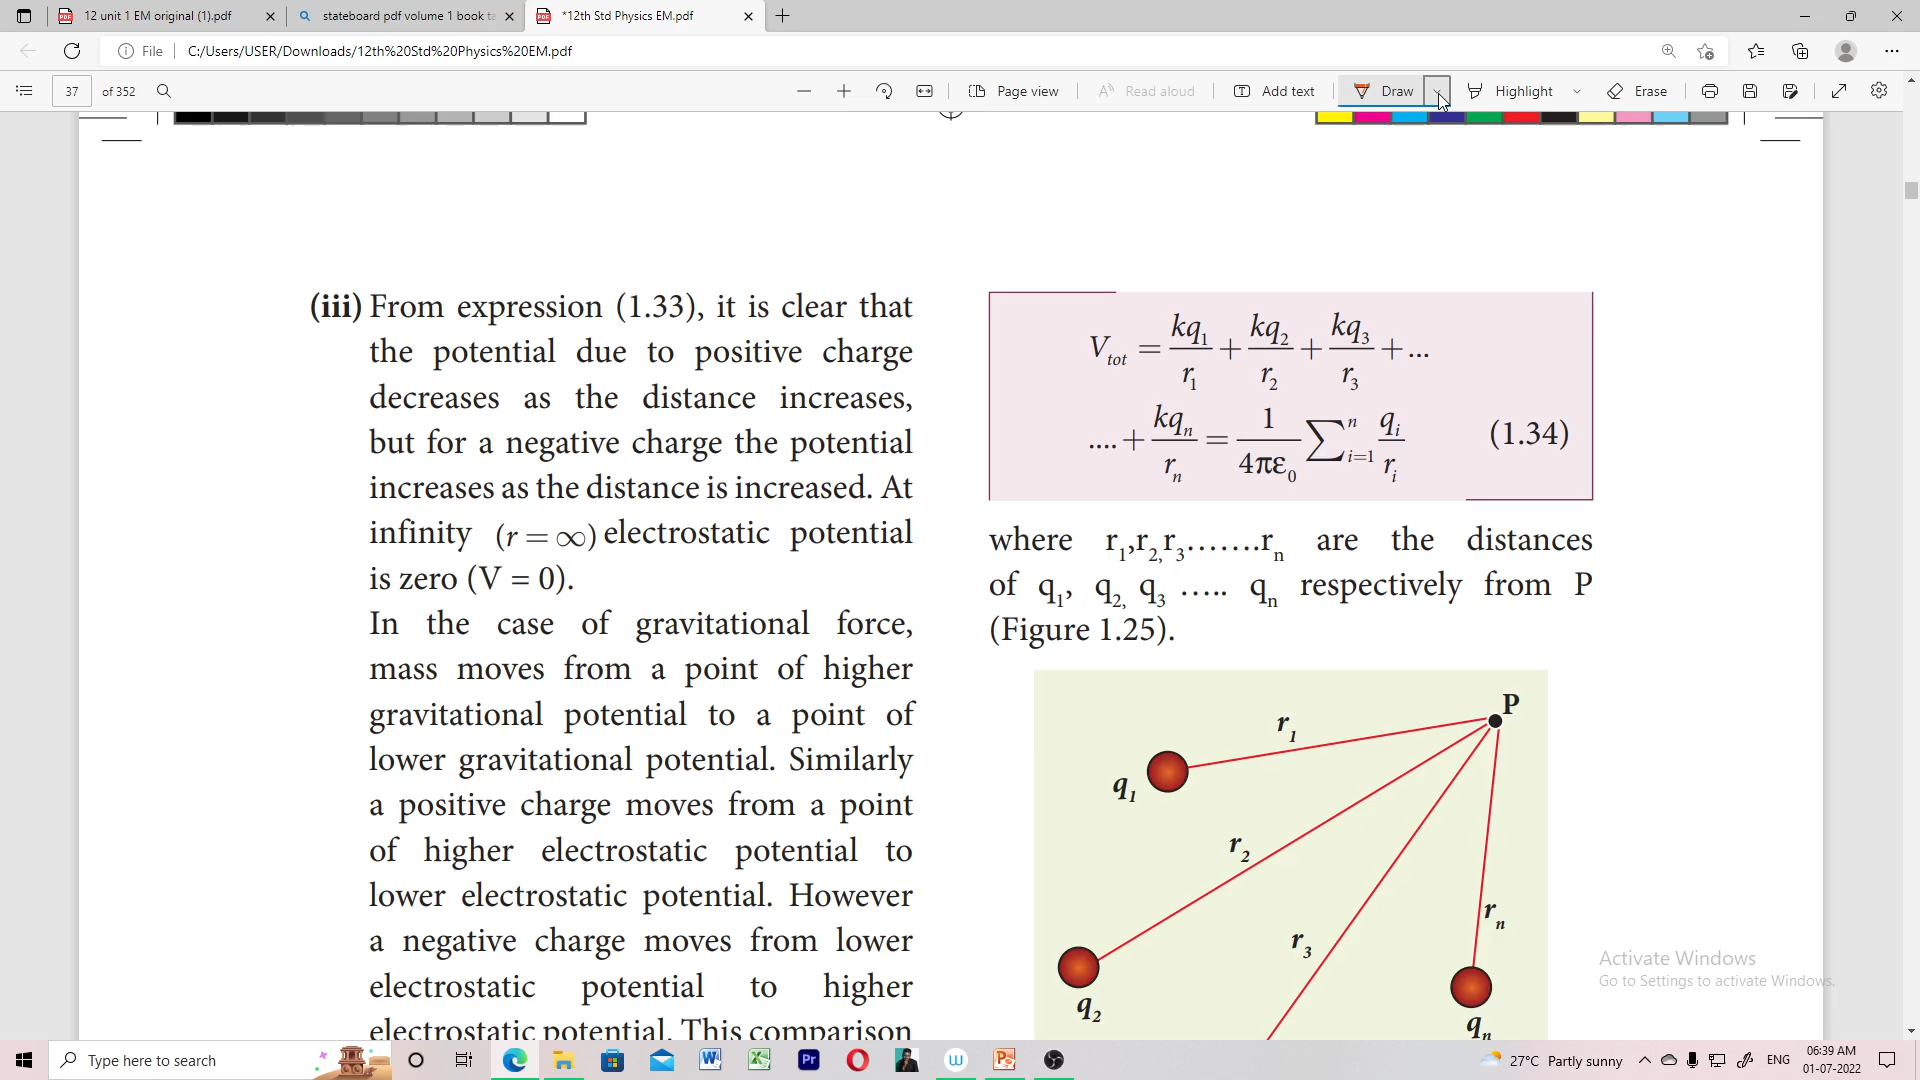 12 unit 1 EM original (1).pdf
stateboard pdf volume 1 book ta
*12th Std Physics EM.pdf
File
C:/Users/USER/Downloads/12th%20Std%20Physics%20EM.pdf
37 of 352
Page view
Read aloud
Add text
Draw
Highlight
Erase
(iii) From expression (1.33), it is clear that
the potential due to positive charge
decreases as the distance increases,
but for a negative charge the potential
increases as the distance is increased. At
infinity (r = ∞) electrostatic potential
is zero (V = 0).
In the case of gravitational force,
mass moves from a point of higher
gravitational potential to a point of
lower gravitational potential. Similarly
a positive charge moves from a point
of higher electrostatic potential to
lower electrostatic potential. However
a negative charge moves from lower
electrostatic potential to higher
electrostatic potential. This comparison
V_tot = kq₁/r₁ + kq₂/r₂ + kq₃/r₃ + ...
.... + kqₙ/rₙ = 1/4πε₀ ∑ⁿᵢ₌₁ qᵢ/rᵢ (1.34)
where r₁,r₂,r₃.......rₙ are the distances
of q₁, q₂, q₃ ..... qₙ respectively from P
(Figure 1.25).
P
r₁
q₁
r₂
rₙ
r₃
q₂
qₙ
Activate Windows
Go to Settings to activate Windows.
Type here to search
27°C Partly sunny
ENG
06:39 AM
01-07-2022